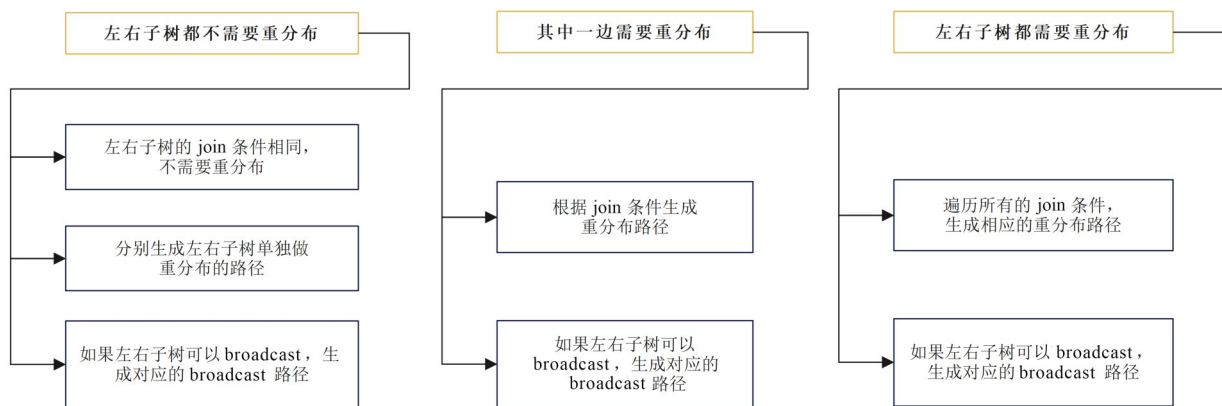 左右子树都不需要重分布
左右子树的 join 条件相同，
不需要重分布
分别生成左右子树单独做
重分布的路径
如果左右子树可以 broadcast，生
成对应的 broadcast 路径
其中一边需要重分布
根据 join 条件生成
重分布路径
如果左右子树可以
broadcast，生成对应的
broadcast 路径
左右子树都需要重分布
遍历所有的 join 条件，
生成相应的重分布路径
如果左右子树可以 broadcast，
生成对应的 broadcast 路径